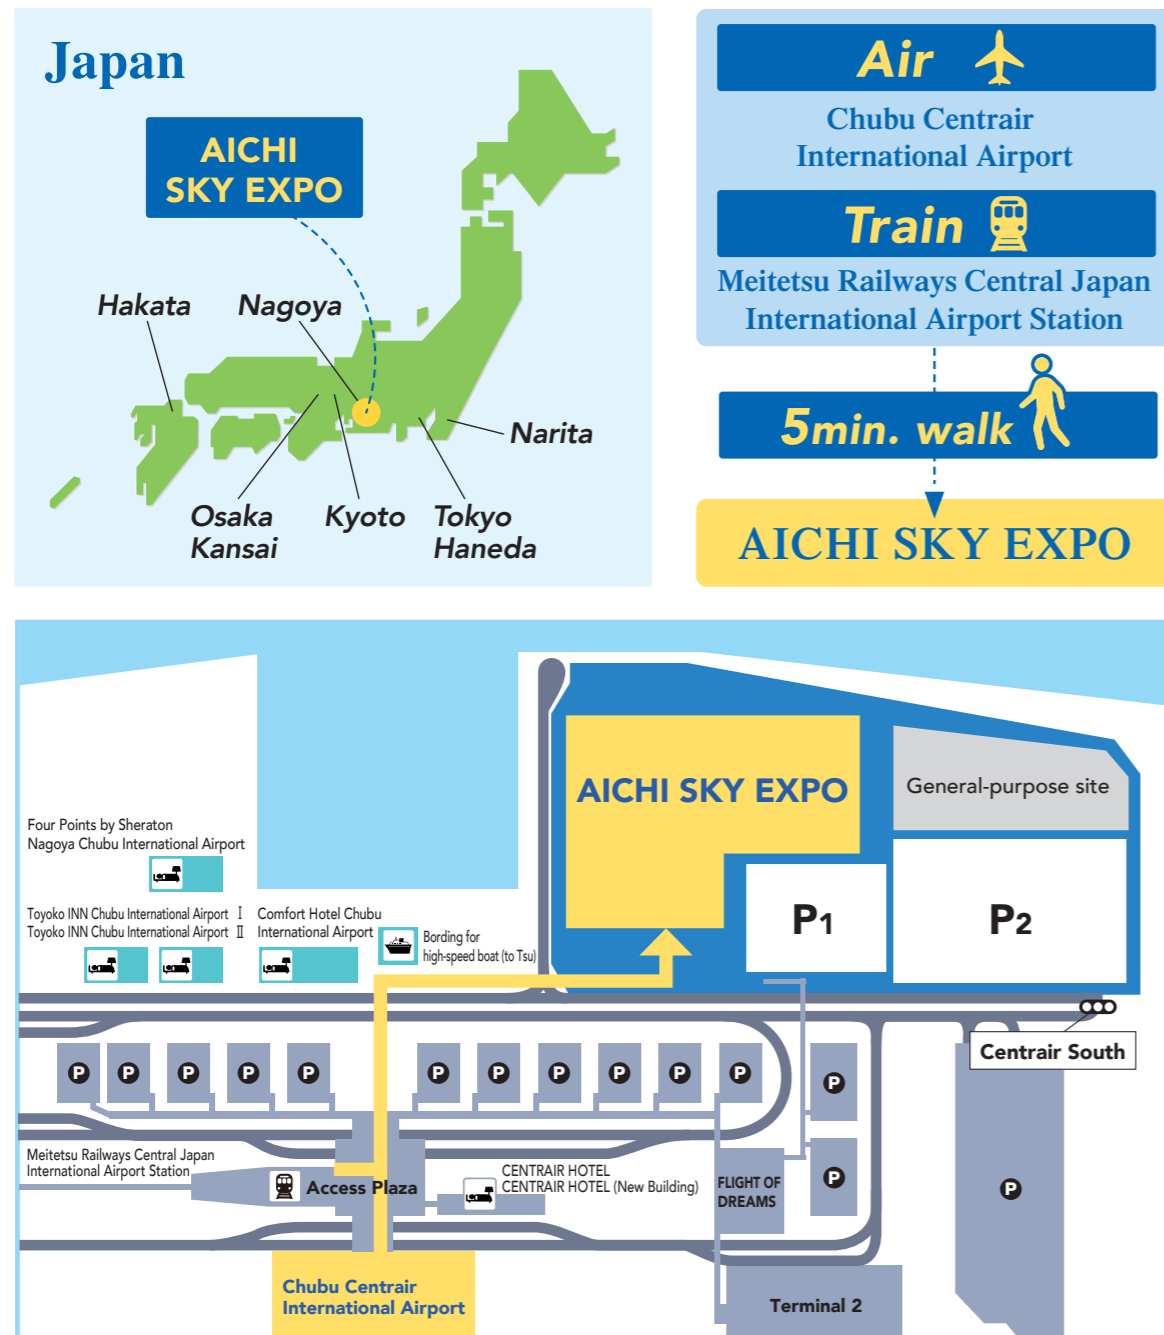 Japan
AICHI
SKY EXPO
Hakata
Nagoya
Narita
Osaka
Kansai
Kyoto
Tokyo
Haneda
Air
Chubu Centrair
International Airport
Train
Meitetsu Railways Central Japan
International Airport Station
5min. walk
AICHI SKY EXPO
AICHI SKY EXPO
General-purpose site
P1
P2
Four Points by Sheraton
Nagoya Chubu International Airport
Toyoko INN Chubu International Airport Ⅰ
Toyoko INN Chubu International Airport Ⅱ
Comfort Hotel Chubu
International Airport
Bording for
high-speed boat (to Tsu)
Centrair South
P
P
P
P
P
P
P
P
P
P
P
P
Meitetsu Railways Central Japan
International Airport Station
Access Plaza
CENTRAIR HOTEL
CENTRAIR HOTEL (New Building)
FLIGHT OF
DREAMS
P
P
Chubu Centrair
International Airport
Terminal 2